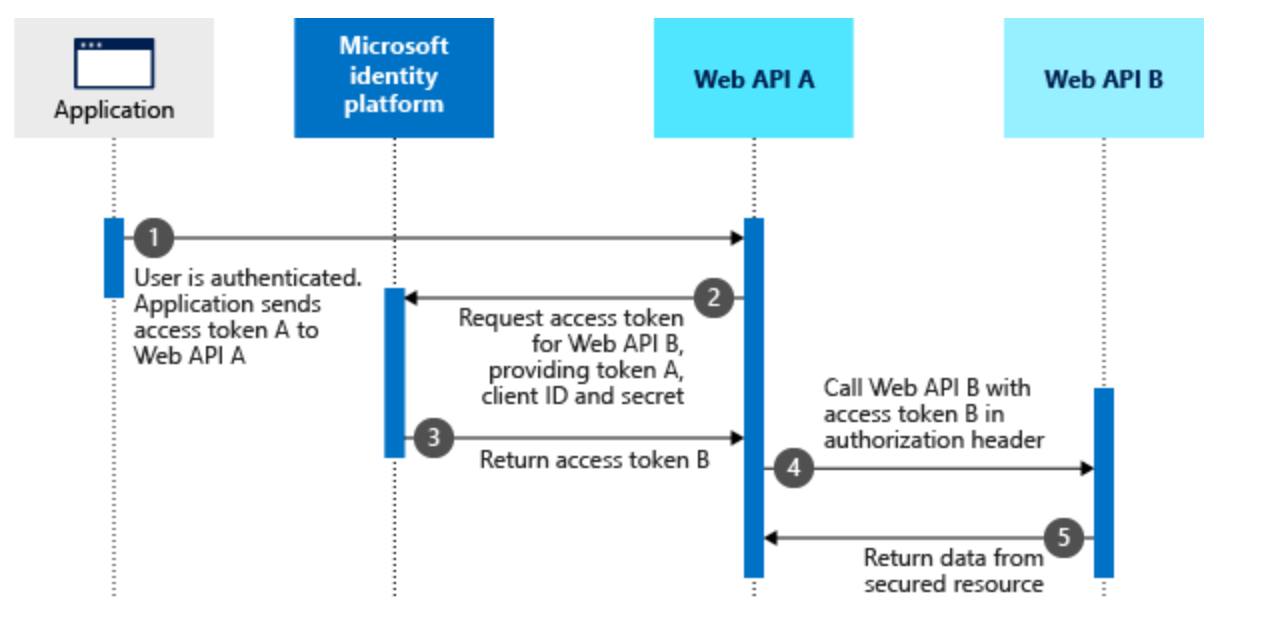 Application
Microsoft
identity
platform
Web API A
Web API B
1
User is authenticated.
Application sends
access token A to
Web API A
2
Request access token
for Web API B,
providing token A,
client ID and secret
3
Return access token B
Call Web API B with
access token B in
authorization header
4
5
Return data from
secured resource